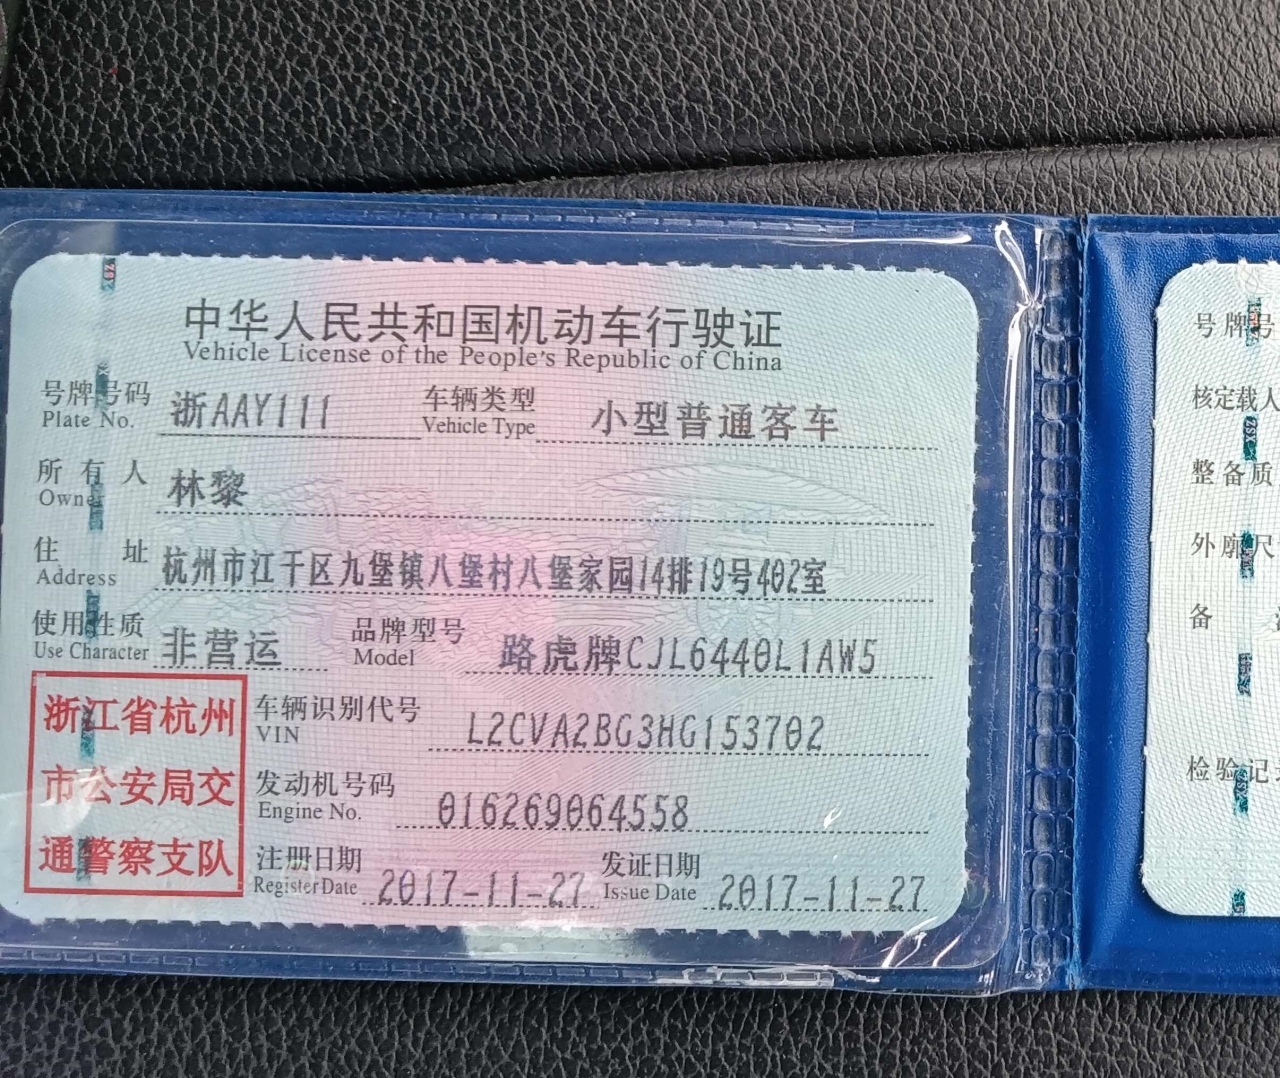 中华人民共和国机动车行驶证
Vehicle License of the People's Republic of China
号牌号码 浙AAY111 车辆类型 小型普通客车
Plate No. Vehicle Type
所有人 林黎
Owner
住址 杭州市江干区九堡镇八堡村八堡家园14排19号402室
Address
使用性质 非营运 品牌型号 路虎牌CJL6440L1AW5
Use Character Model
浙江省杭州
市公安局交
通警察支队
车辆识别代号 L2CVA2BG3HG153702
VIN
发动机号码 016269064558
Engine No.
注册日期 2017-11-27 发证日期 2017-11-27
Register Date Issue Date
号牌号
核定载人
整备质
外廓尺
备
检验记